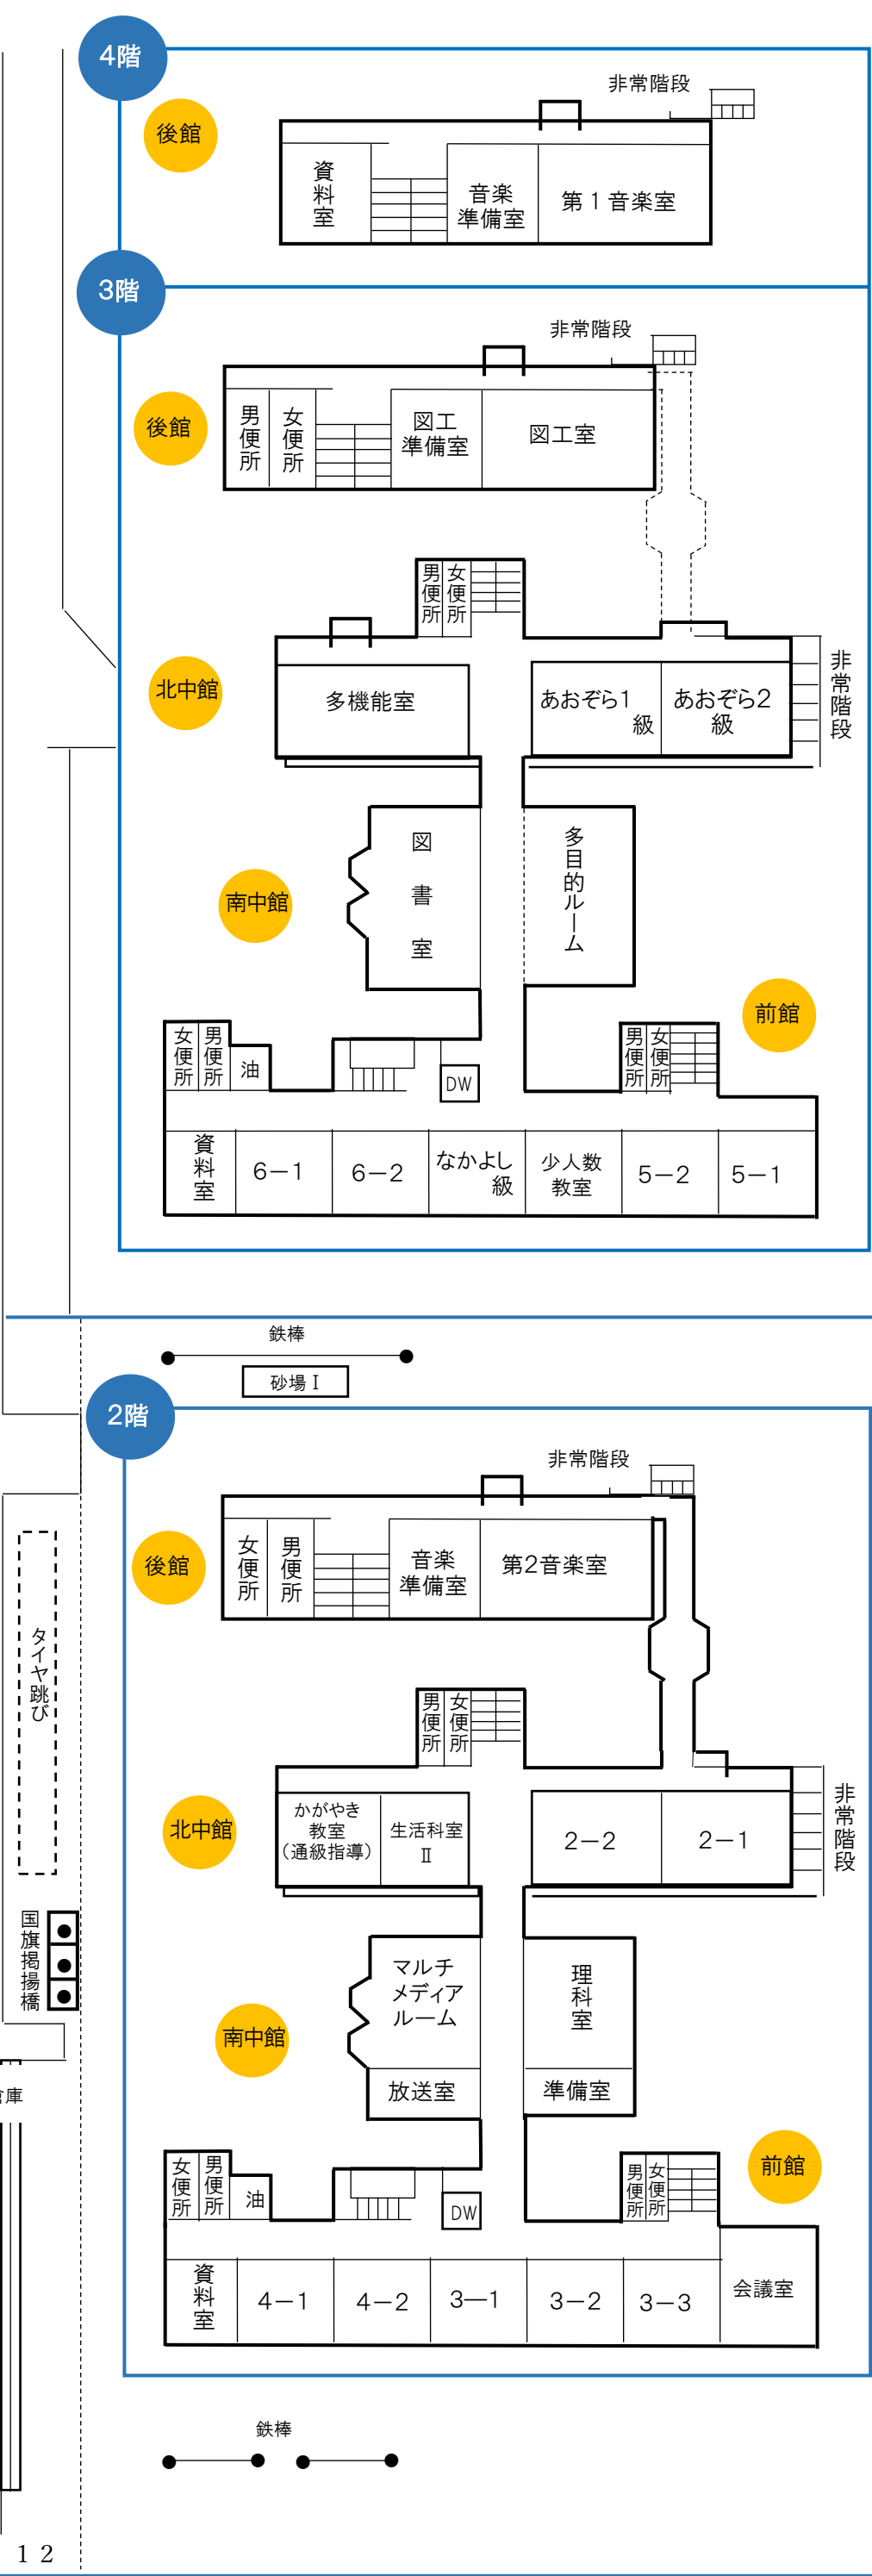 4階
後館
非常階段
資料室
音楽
準備室
第1音楽室
3階
非常階段
後館
男便所
女便所
図工
準備室
図工室
男便所
女便所
北中館
多機能室
あおぞら1
級
あおぞら2
級
非常階段
南中館
図書室
多目的ルーム
前館
女便所
男便所
油
DW
男便所
女便所
資料室
6-1
6-2
なかよし
級
少人数
教室
5-2
5-1
鉄棒
砂場Ⅰ
2階
非常階段
後館
女便所
男便所
音楽
準備室
第2音楽室
タイヤ跳び
男便所
女便所
北中館
かがやき
教室
(通級指導)
生活科室
Ⅱ
2-2
2-1
非常階段
国旗掲揚橋
南中館
マルチ
メディア
ルーム
理科室
放送室
準備室
庫
前館
女便所
男便所
油
DW
男便所
女便所
資料室
4-1
4-2
3-1
3-2
3-3
会議室
鉄棒
12